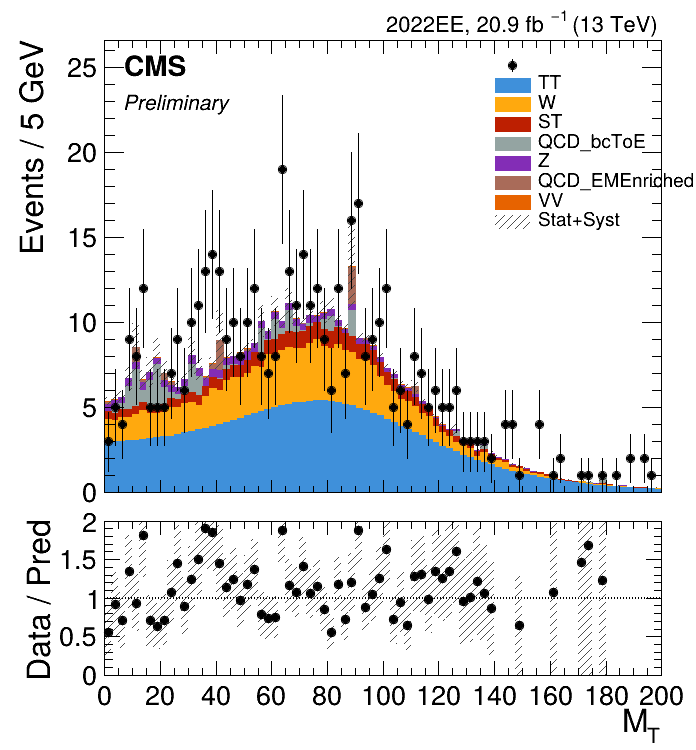 2022EE, 20.9 fb⁻¹ (13 TeV)
CMS
Preliminary
TT
W
ST
QCD_bcToE
Z
QCD_EMEnriched
VV
Stat+Syst
Events / 5 GeV
25
20
15
10
5
0
Data / Pred
2
1.5
1
0.5
0
0 20 40 60 80 100 120 140 160 180 200
M_T